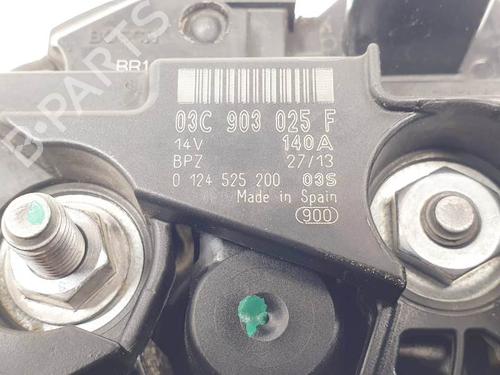 BOSCH
BR1
03C 903 025 F
14V 140A
BPZ 27/13
0 124 525 200 03S
Made in Spain
900
B-PARTS